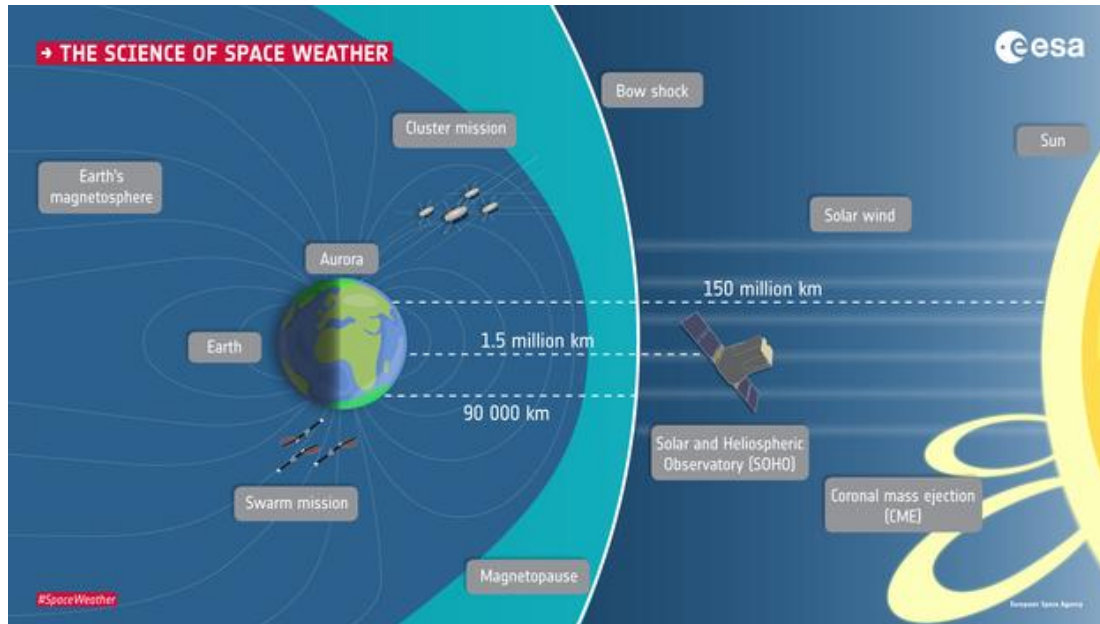 → THE SCIENCE OF SPACE WEATHER
esa
Bow shock
Cluster mission
Sun
Earth's
magnetosphere
Solar wind
Aurora
150 million km
1.5 million km
Earth
90 000 km
Solar and Heliospheric
Observatory (SOHO)
Swarm mission
Coronal mass ejection
(CME)
Magnetopause
#SpaceWeather
European Space Agency